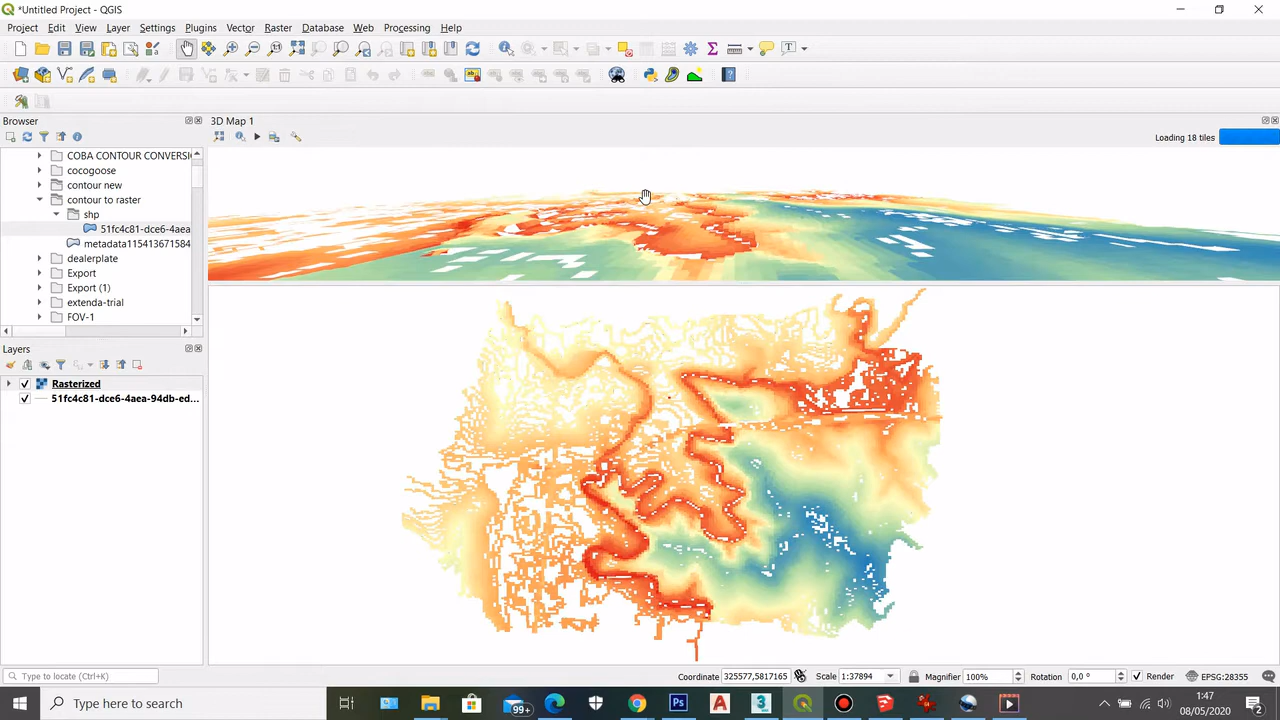 *Untitled Project - QGIS
Project Edit View Layer Settings Plugins Vector Raster Database Web Processing Help
Browser
3D Map 1
Loading 18 tiles
COBA CONTOUR CONVERSI
cocogoose
contour new
contour to raster
shp
51fc4c81-dce6-4aea
metadata115413671584
dealerplate
Export
Export (1)
extenda-trial
FOV-1
Layers
Rasterized
51fc4c81-dce6-4aea-94db-ed...
Type to locate (Ctrl+K)
Coordinate 325577,5817165 Scale 1:37894 Magnifier 100% Rotation 0,0 ° Render EPSG:28355
Type here to search
99+
1:47
08/05/2020
2